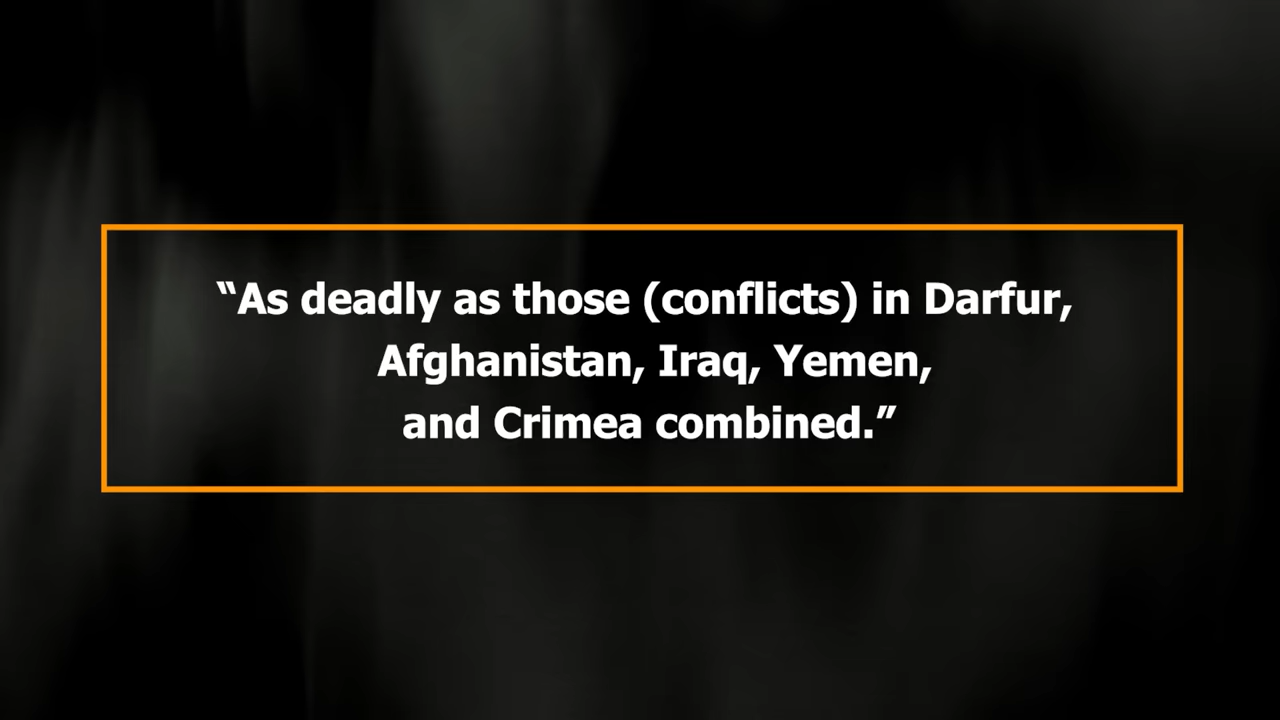 “As deadly as those (conflicts) in Darfur,
Afghanistan, Iraq, Yemen,
and Crimea combined.”